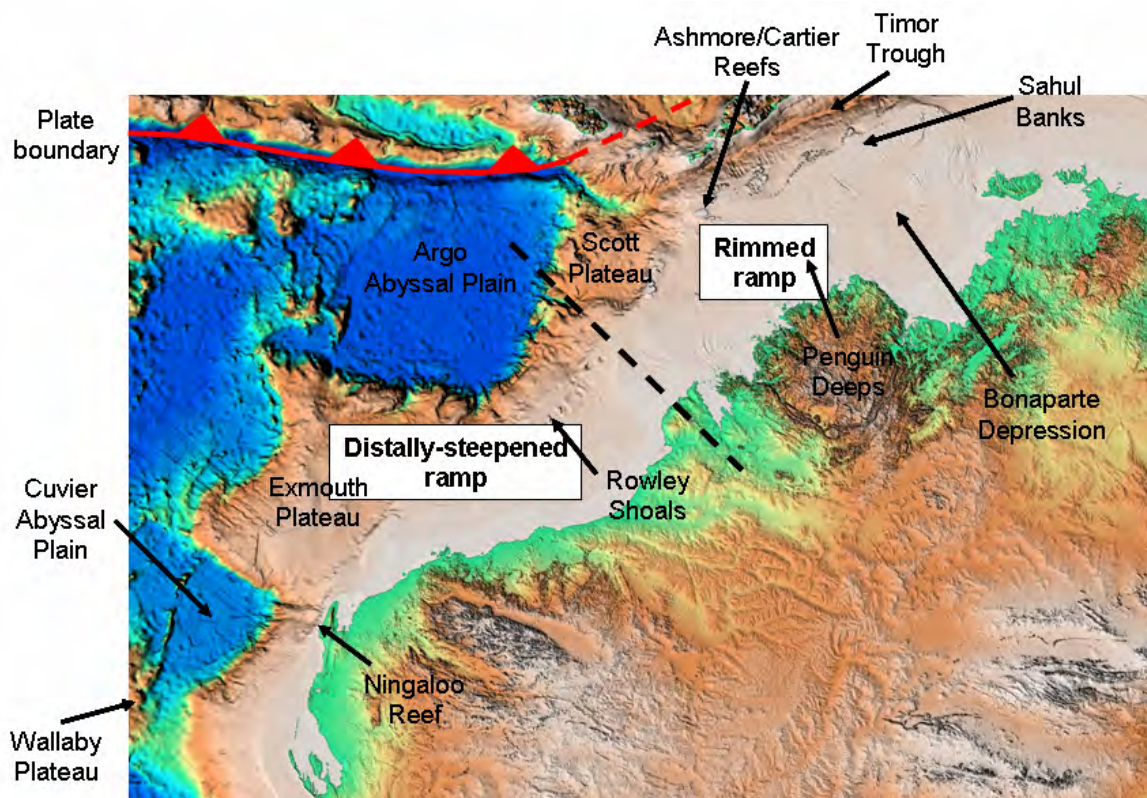 Ashmore/Cartier
Reefs
Timor
Trough
Sahul
Banks
Plate
boundary
Argo
Abyssal Plain
Scott
Plateau
Rimmed
ramp
Penguin
Deeps
Bonaparte
Depression
Distally-steepened
ramp
Rowley
Shoals
Exmouth
Plateau
Cuvier
Abyssal
Plain
Ningaloo
Reef
Wallaby
Plateau